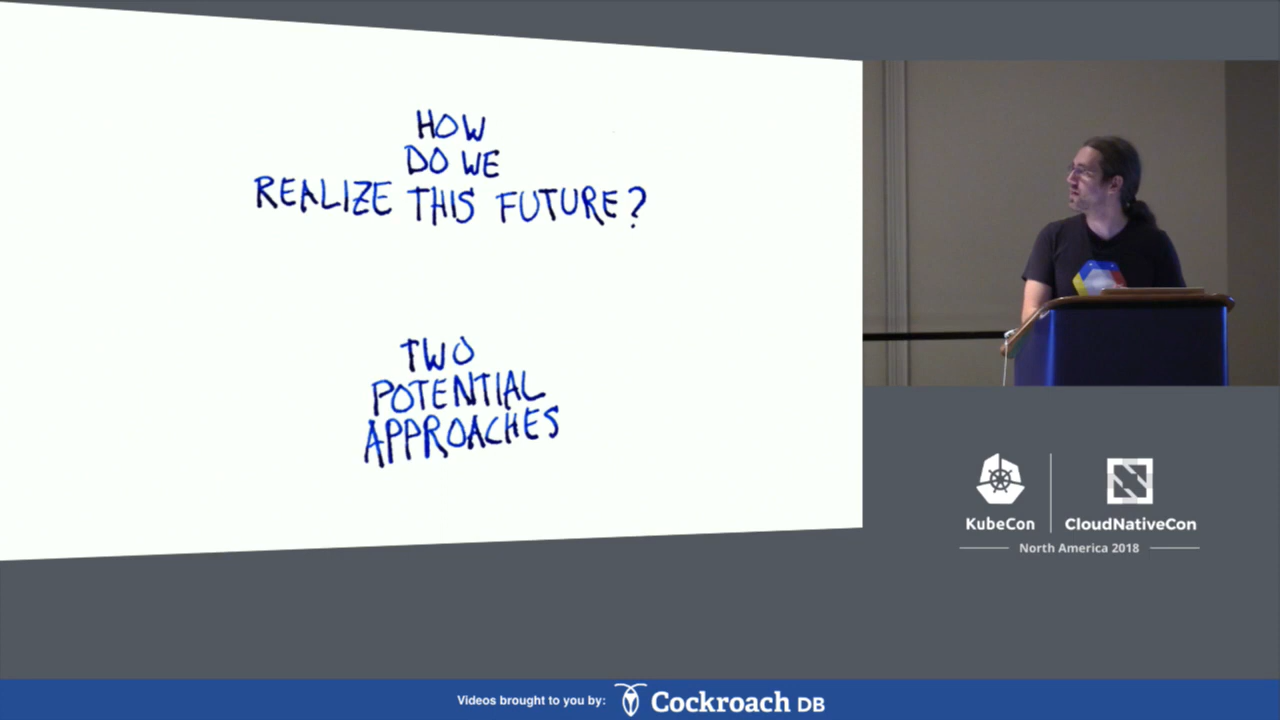 HOW
DO WE
REALIZE THIS FUTURE?
TWO
POTENTIAL
APPROACHES
KubeCon
CloudNativeCon
North America 2018
Videos brought to you by:
Cockroach DB